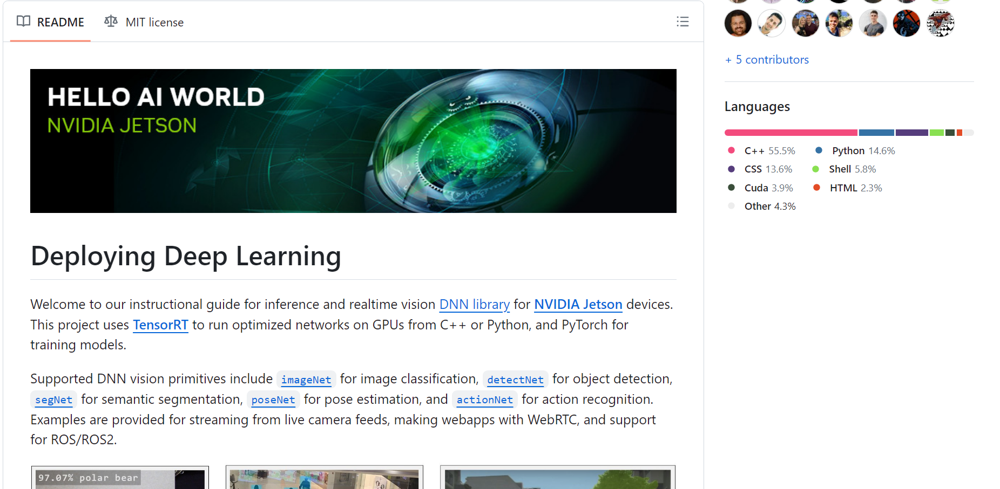 README MIT license
HELLO AI WORLD
NVIDIA JETSON
Deploying Deep Learning
Welcome to our instructional guide for inference and realtime vision DNN library for NVIDIA Jetson devices.
This project uses TensorRT to run optimized networks on GPUs from C++ or Python, and PyTorch for
training models.
Supported DNN vision primitives include imageNet for image classification, detectNet for object detection,
segNet for semantic segmentation, poseNet for pose estimation, and actionNet for action recognition.
Examples are provided for streaming from live camera feeds, making webapps with WebRTC, and support
for ROS/ROS2.
97.07% polar bear
+ 5 contributors
Languages
C++ 55.5% Python 14.6%
CSS 13.6% Shell 5.8%
Cuda 3.9% HTML 2.3%
Other 4.3%